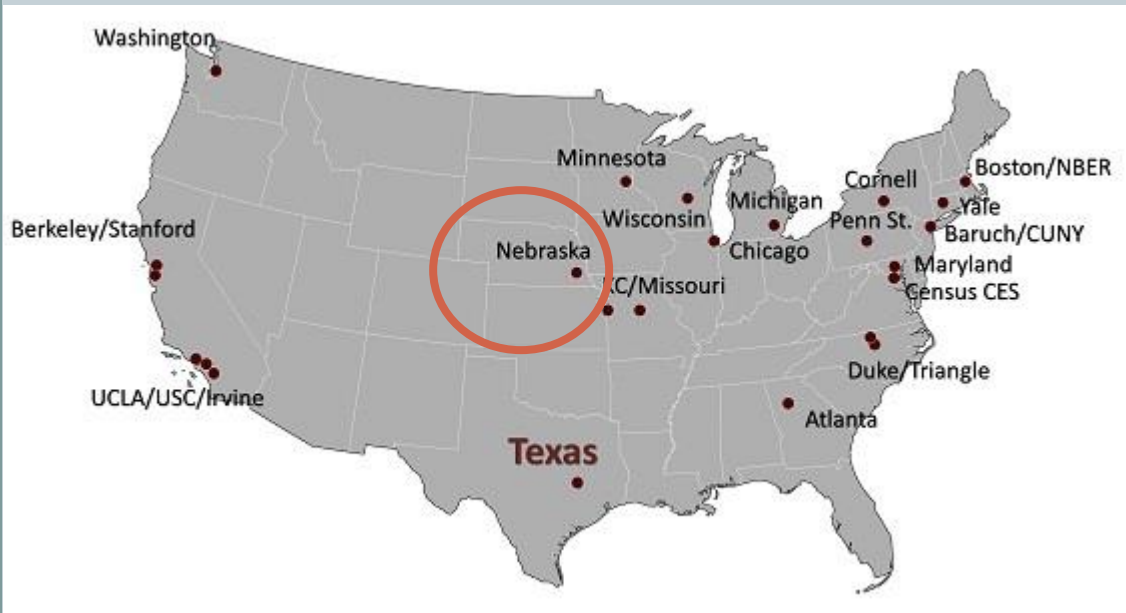 Washington
Minnesota
Boston/NBER
Cornell
Michigan
Yale
Wisconsin
Penn St.
Berkeley/Stanford
Baruch/CUNY
Nebraska
Chicago
Maryland
KC/Missouri
Census CES
Duke/Triangle
UCLA/USC/Irvine
Atlanta
Texas